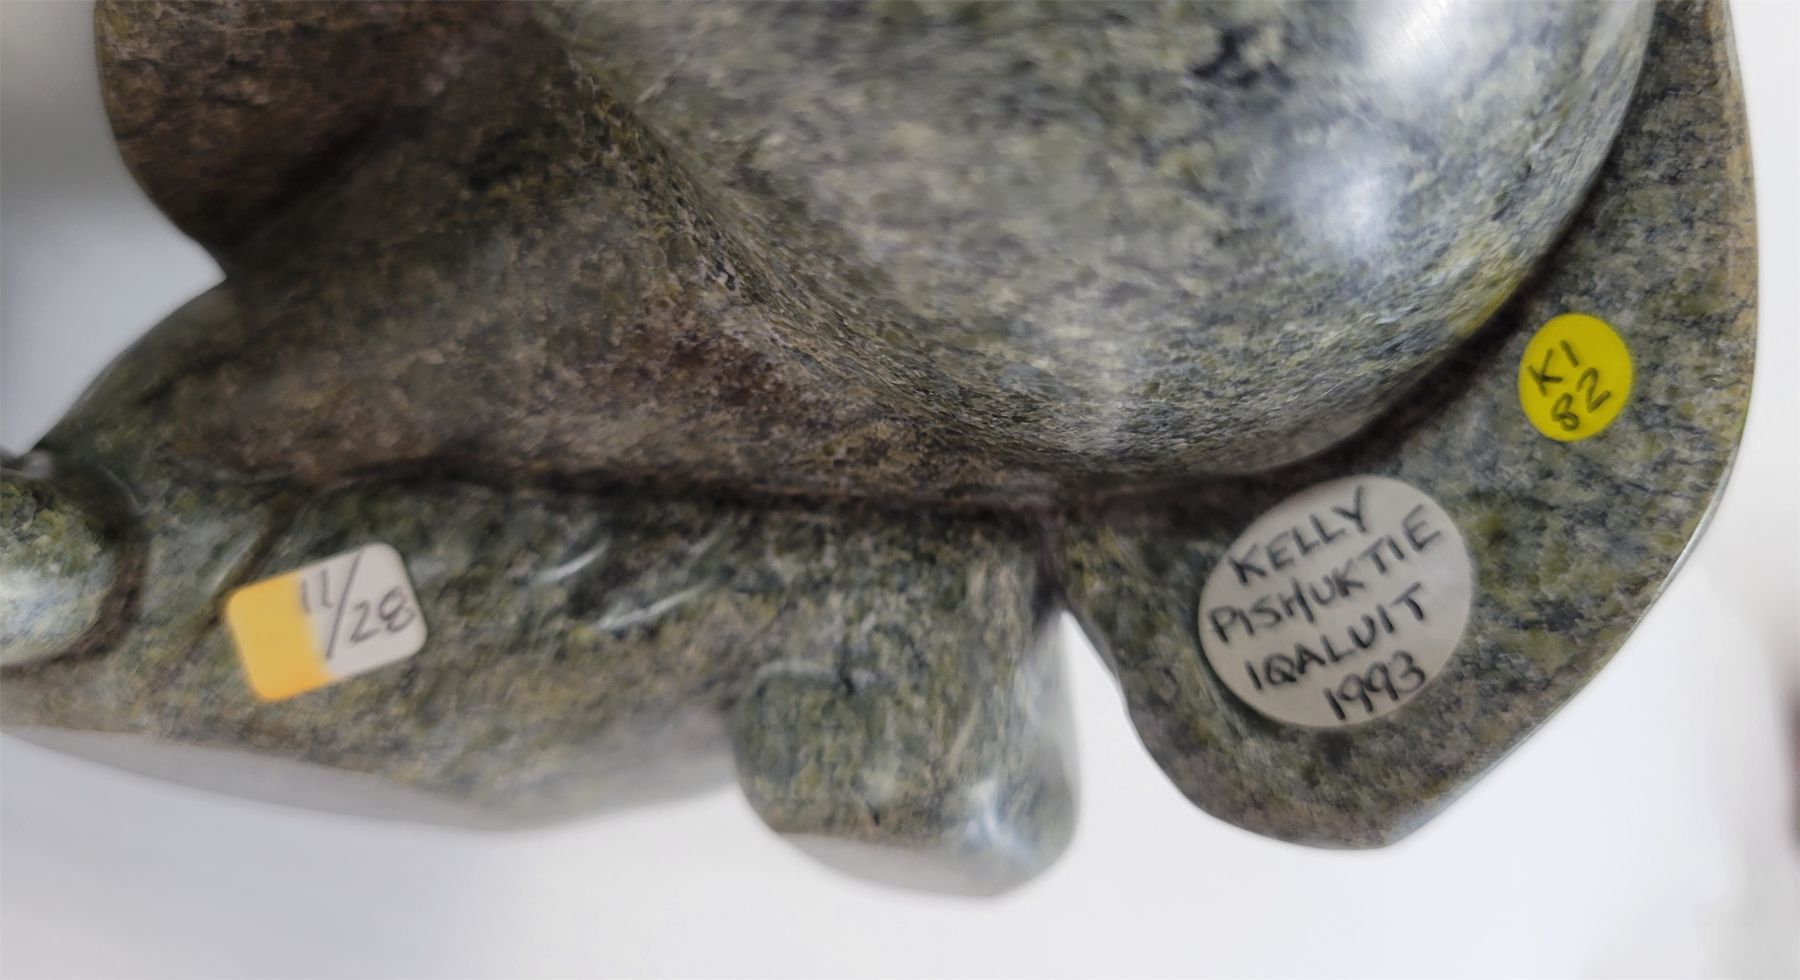 KI
82
KELLY
PISHUKTIE
IQALUIT
1993
11/28